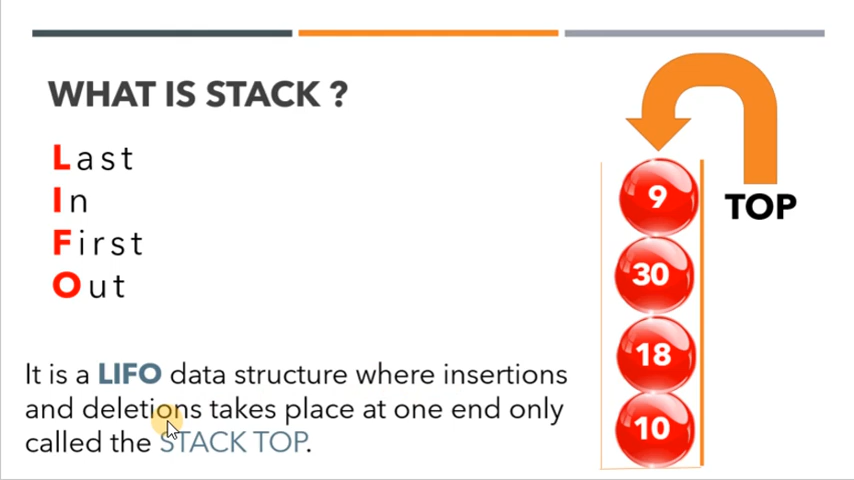 WHAT IS STACK ?
Last
In
First
Out
It is a LIFO data structure where insertions
and deletions takes place at one end only
called the STACK TOP.
TOP
9
30
18
10